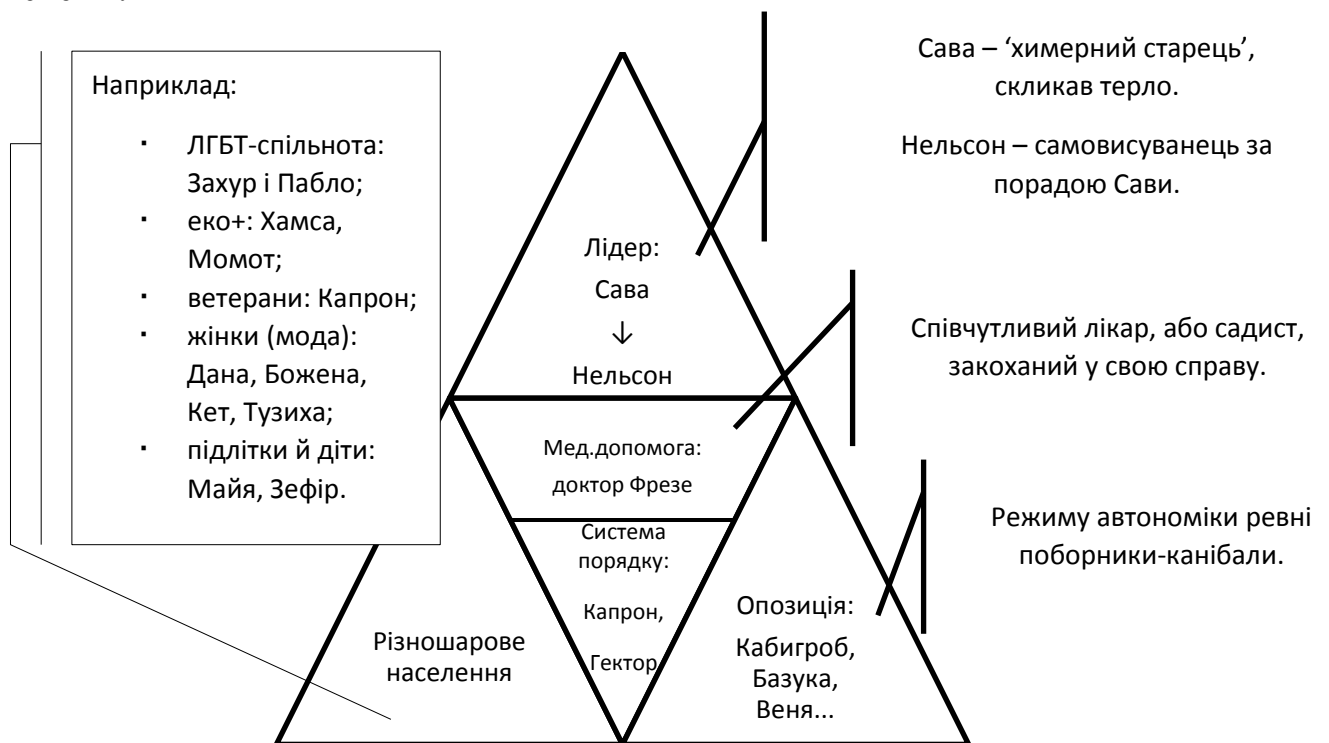 Наприклад:
· ЛГБТ-спільнота:
Захур і Пабло;
· еко+: Хамса,
Момот;
· ветерани: Капрон;
· жінки (мода):
Дана, Божена,
Кет, Тузиха;
· підлітки й діти:
Майя, Зефір.
Сава – ‘химерний старець’,
скликав терло.
Нельсон – самовисуванець за
порадою Сави.
Лідер:
Сава
↓
Нельсон
Співчутливий лікар, або садист,
закоханий у свою справу.
Мед.допомога:
доктор Фрезе
Система
порядку:
Капрон,
Гектор
Режиму автономіки ревні
поборники-канібали.
Різношарове
населення
Опозиція:
Кабигроб,
Базука,
Веня...